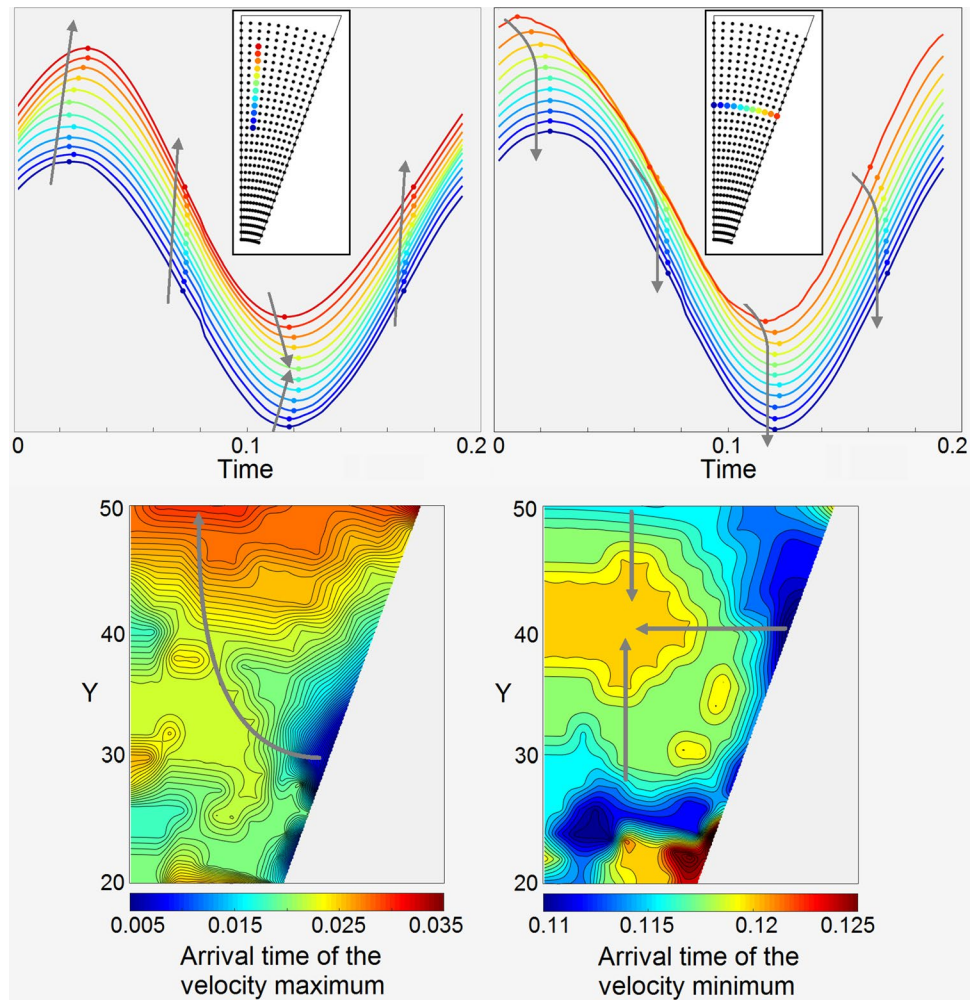 0 0.1 0.2
Time
0 0.1 0.2
Time
50
40
Y
30
20
0.005 0.015 0.025 0.035
Arrival time of the
velocity maximum
50
40
Y
30
20
0.11 0.115 0.12 0.125
Arrival time of the
velocity minimum